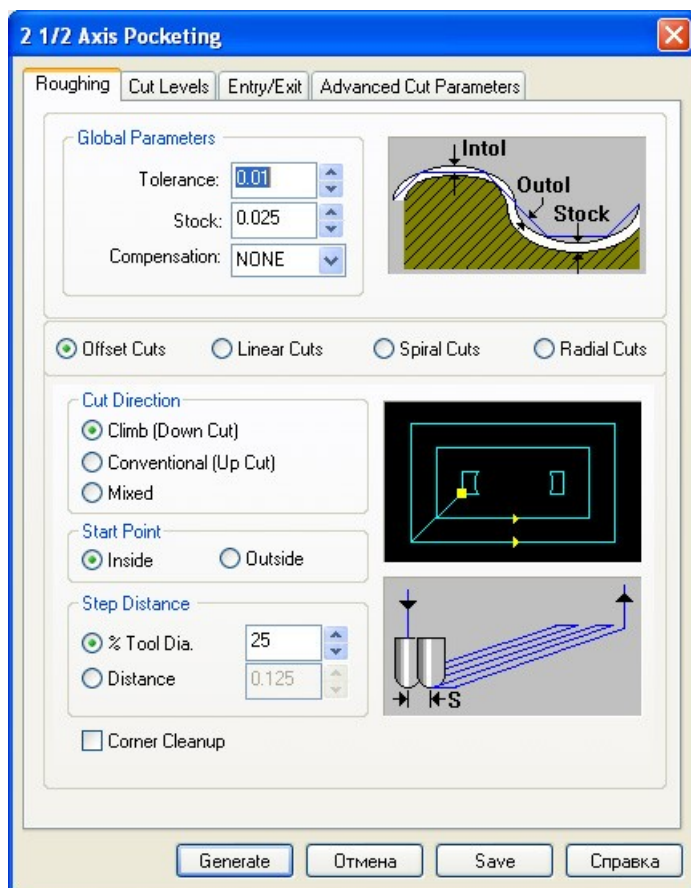 2 1/2 Axis Pocketing
Roughing Cut Levels Entry/Exit Advanced Cut Parameters
Global Parameters
Tolerance: 0.01
Stock: 0.025
Compensation: NONE
Intol
Outol
Stock
Offset Cuts Linear Cuts Spiral Cuts Radial Cuts
Cut Direction
Climb (Down Cut)
Conventional (Up Cut)
Mixed
Start Point
Inside Outside
Step Distance
% Tool Dia. 25
Distance 0.125
S
Corner Cleanup
Generate Отмена Save Справка